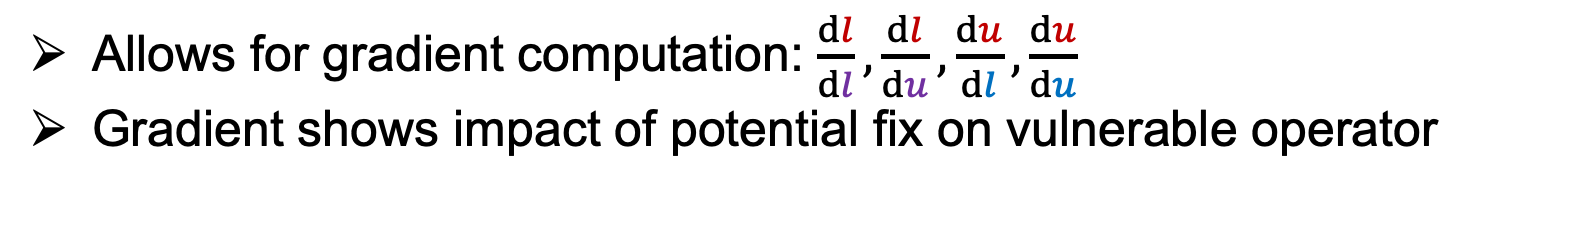 ➢ Allows for gradient computation: dl/dl, dl/du, du/dl, du/du
➢ Gradient shows impact of potential fix on vulnerable operator